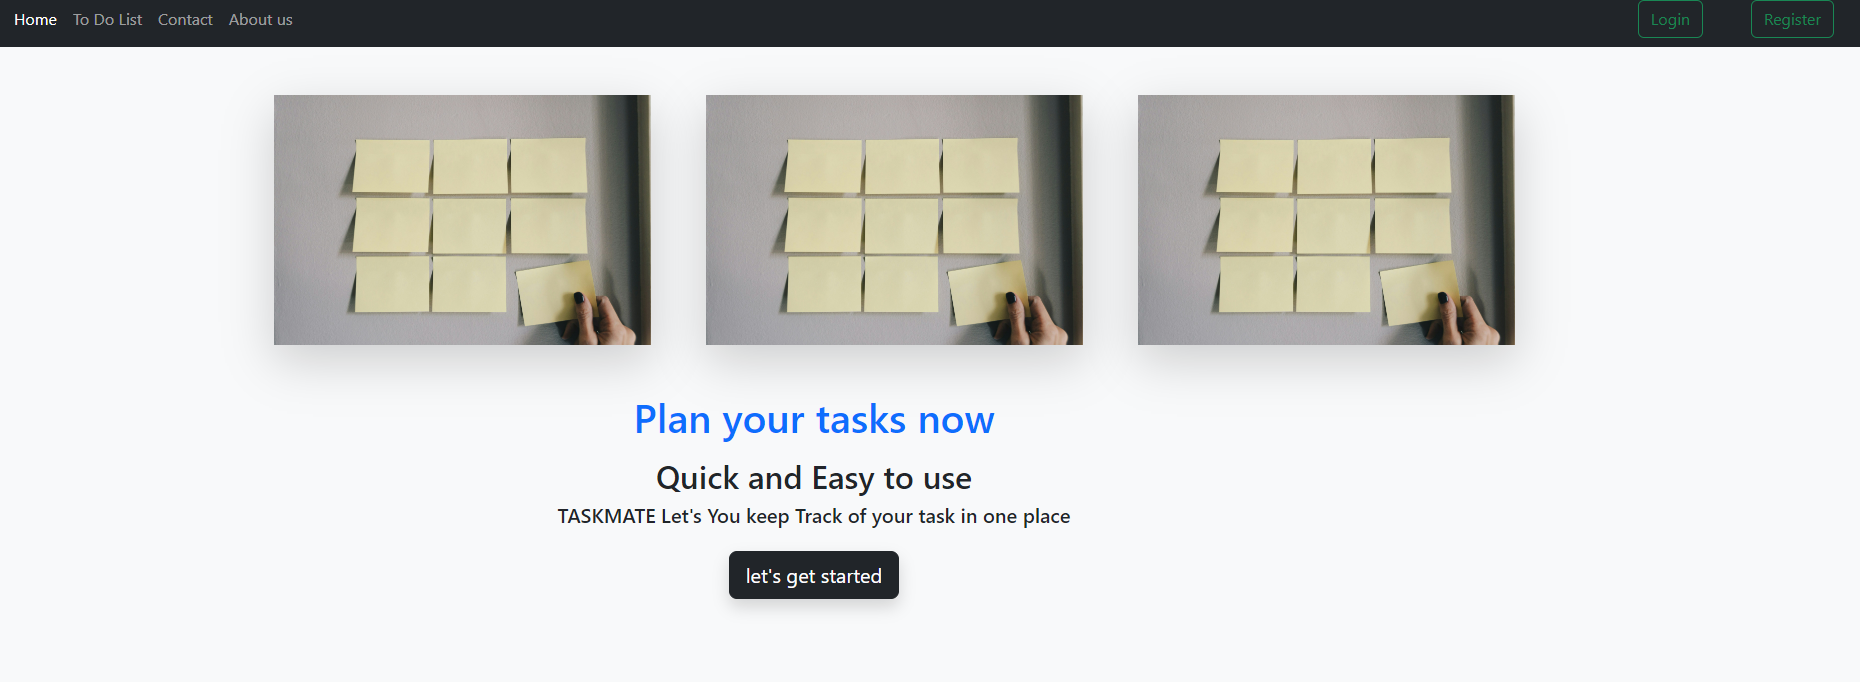 Home To Do List Contact About us Login Register
Plan your tasks now
Quick and Easy to use
TASKMATE Let's You keep Track of your task in one place
let's get started